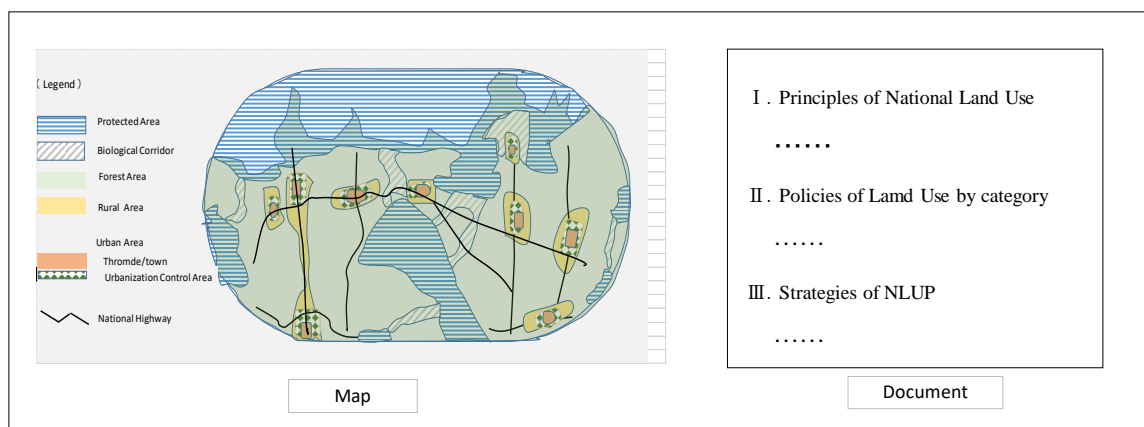 ( Legend )
Protected Area
Biological Corridor
Forest Area
Rural Area
Urban Area
Thromde/town
Urbanization Control Area
National Highway
Map
Ⅰ. Principles of National Land Use
......
Ⅱ. Policies of Lamd Use by category
......
Ⅲ. Strategies of NLUP
......
Document